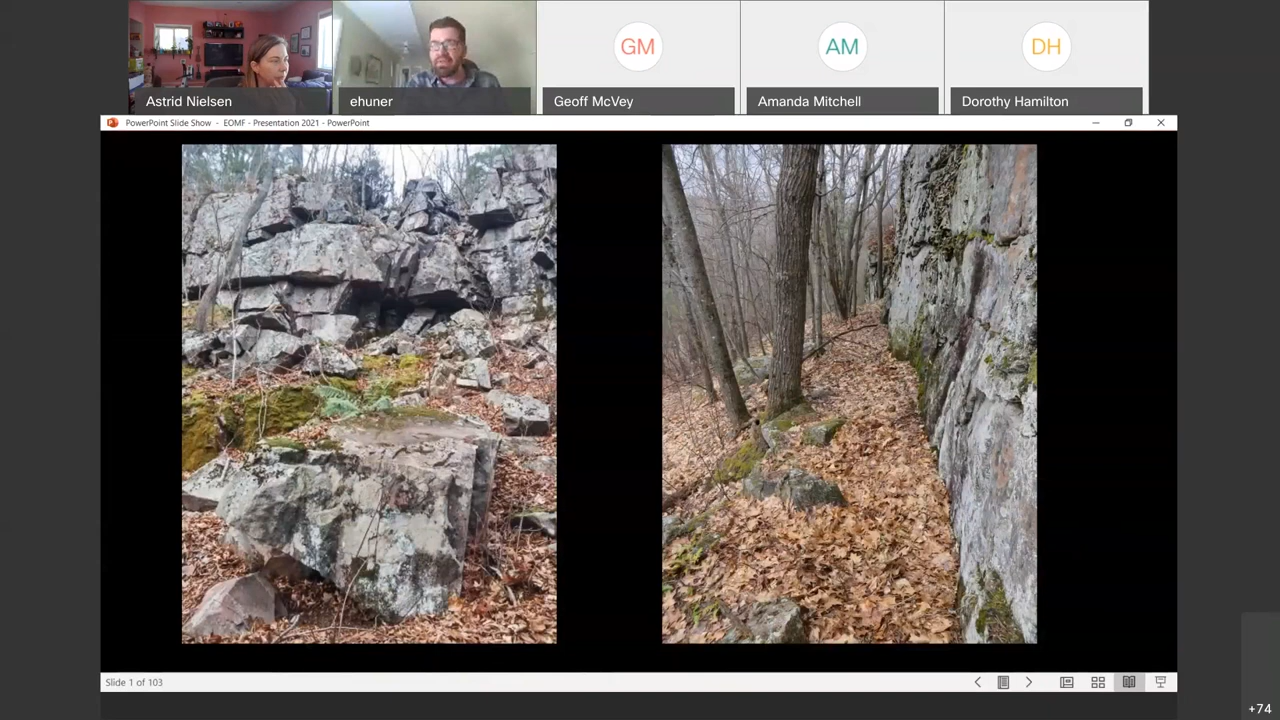 GM
AM
DH
Astrid Nielsen
ehuner
Geoff McVey
Amanda Mitchell
Dorothy Hamilton
PowerPoint Slide Show - EOMF - Presentation 2021 - PowerPoint
Slide 1 of 103
+74